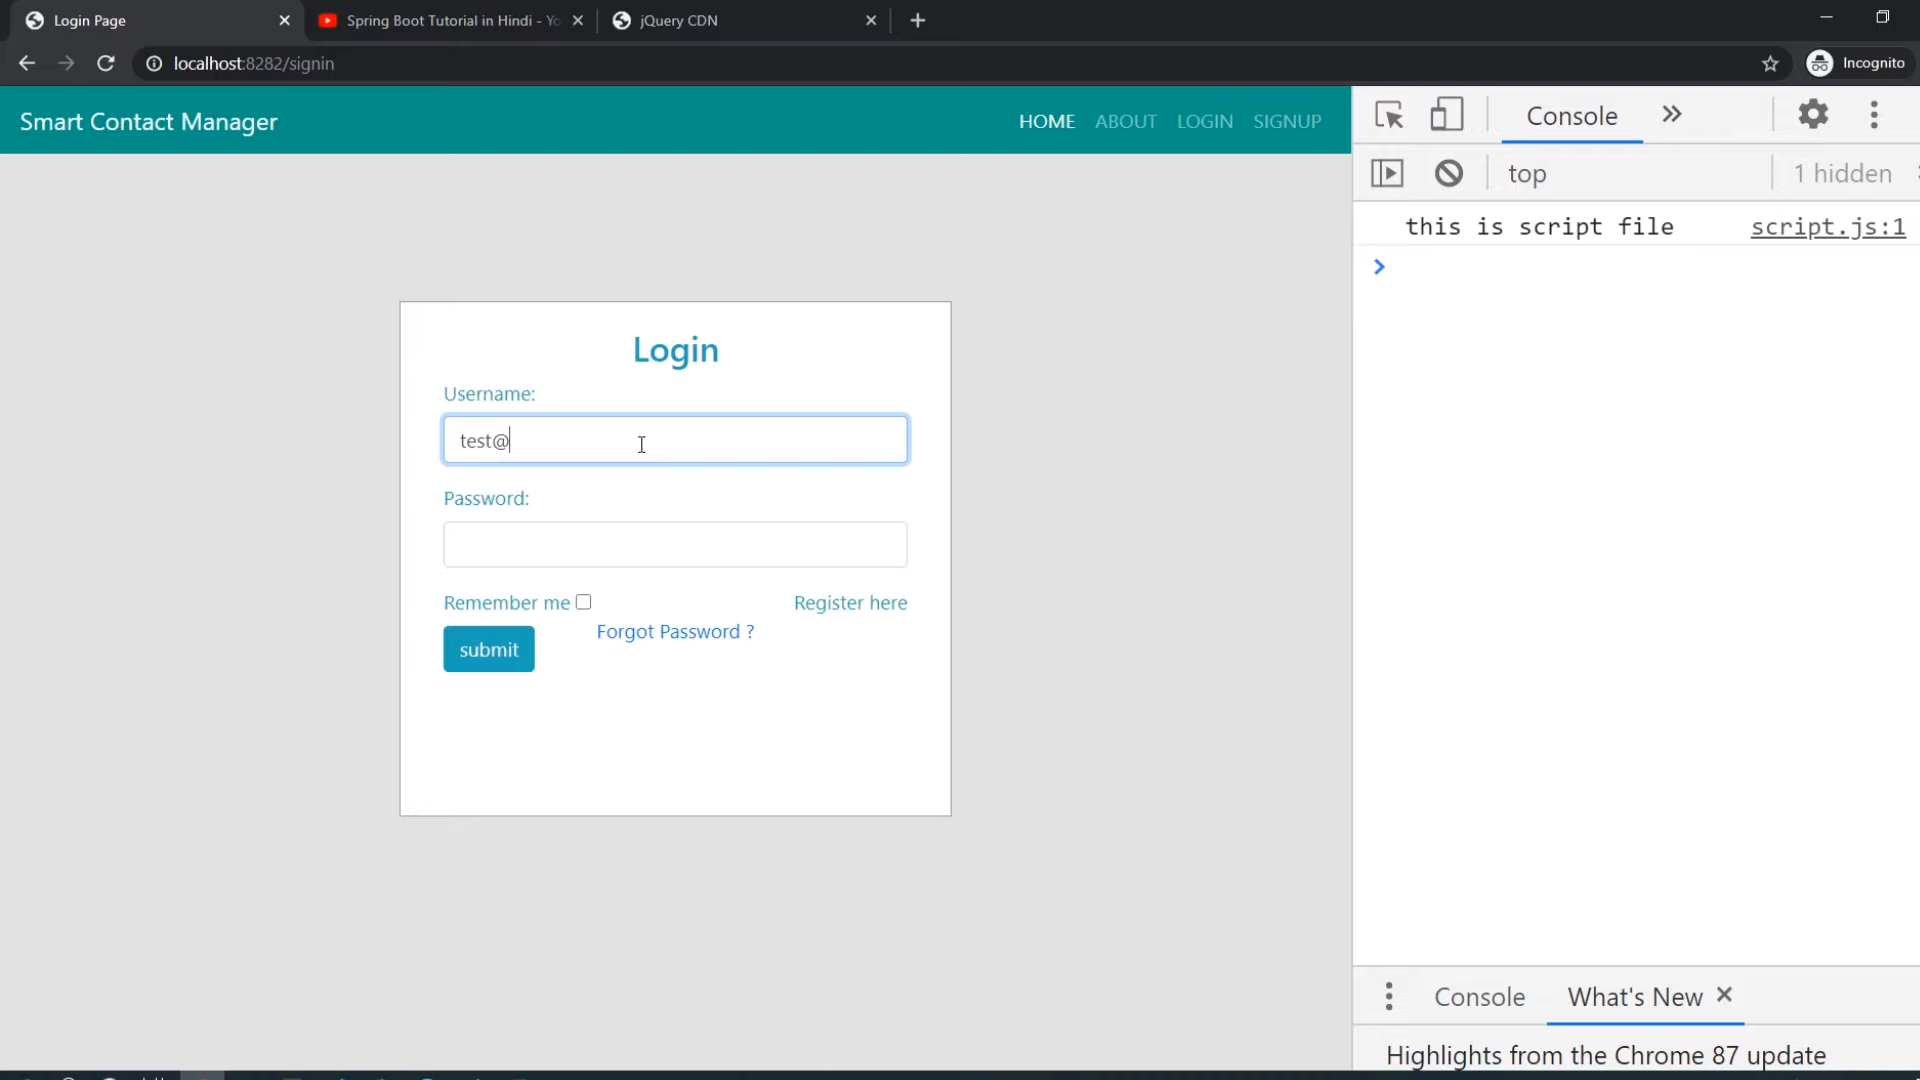 Login Page
Spring Boot Tutorial in Hindi - Yo
jQuery CDN
localhost:8282/signin
Incognito
Smart Contact Manager
HOME ABOUT LOGIN SIGNUP
Console
top
1 hidden
this is script file script.js:1
Login
Username:
test@
Password:
Remember me
Register here
Forgot Password ?
submit
Console
What's New
Highlights from the Chrome 87 update